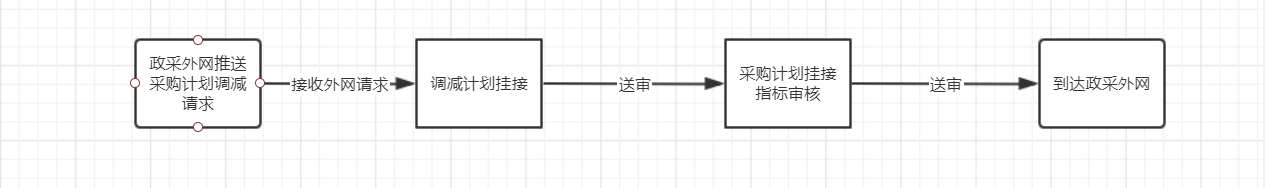 政采外网推送
采购计划调减
请求
接收外网请求
调减计划挂接
送审
采购计划挂接
指标审核
送审
到达政采外网